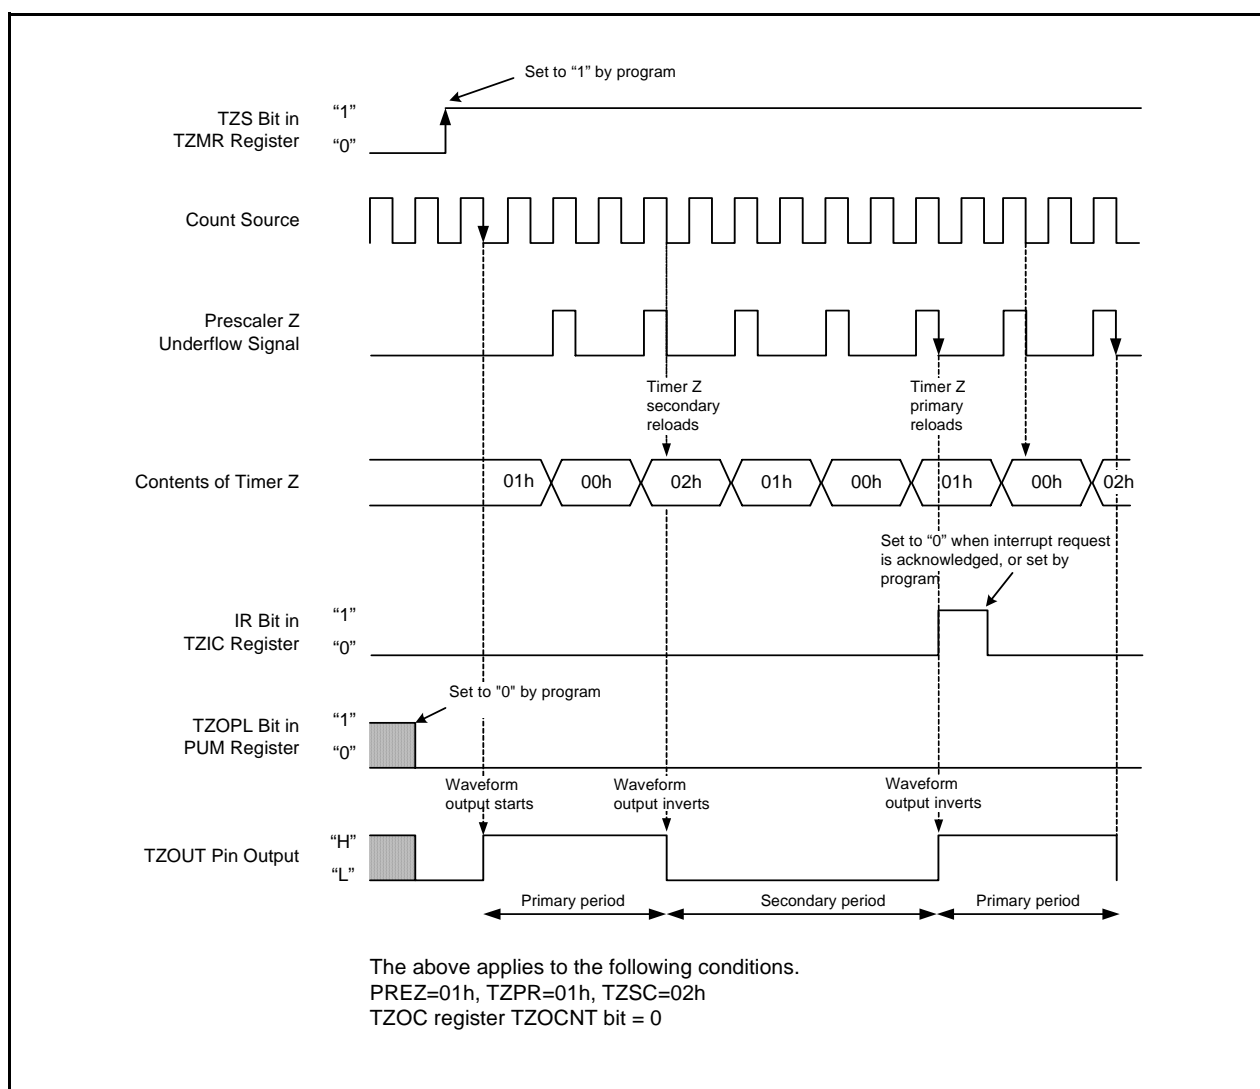 Set to “1” by program
TZS Bit in
TZMR Register
“1”
“0”
Count Source
Prescaler Z
Underflow Signal
Timer Z
secondary
reloads
Timer Z
primary
reloads
Contents of Timer Z
01h
00h
02h
01h
00h
01h
00h
02h
Set to “0” when interrupt request
is acknowledged, or set by
program
IR Bit in
TZIC Register
“1”
“0”
Set to "0" by program
TZOPL Bit in
PUM Register
“1”
“0”
Waveform
output starts
Waveform
output inverts
Waveform
output inverts
TZOUT Pin Output
“H”
“L”
Primary period
Secondary period
Primary period
The above applies to the following conditions.
PREZ=01h, TZPR=01h, TZSC=02h
TZOC register TZOCNT bit = 0